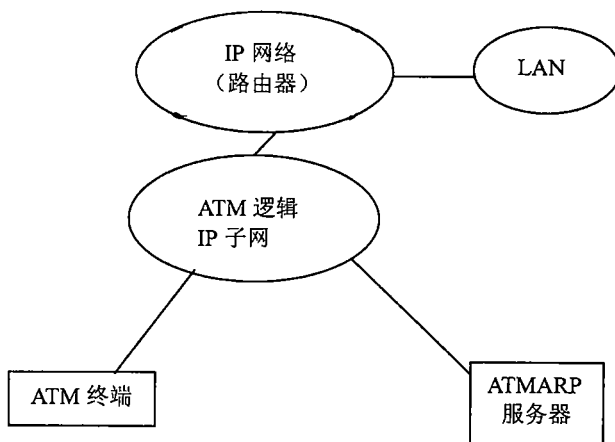 IP 网络
（路由器）
LAN
ATM 逻辑
IP 子网
ATM 终端
ATMARP
服务器